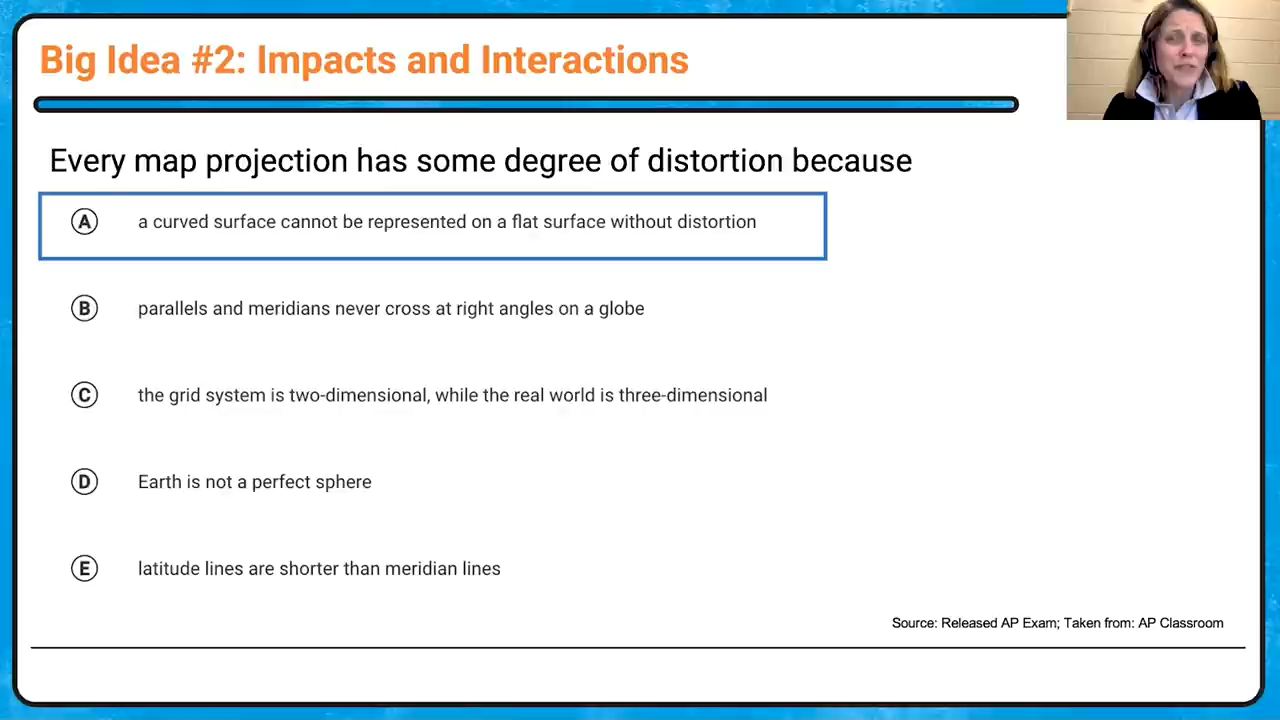 Big Idea #2: Impacts and Interactions
Every map projection has some degree of distortion because
A a curved surface cannot be represented on a flat surface without distortion
B parallels and meridians never cross at right angles on a globe
C the grid system is two-dimensional, while the real world is three-dimensional
D Earth is not a perfect sphere
E latitude lines are shorter than meridian lines
Source: Released AP Exam; Taken from: AP Classroom